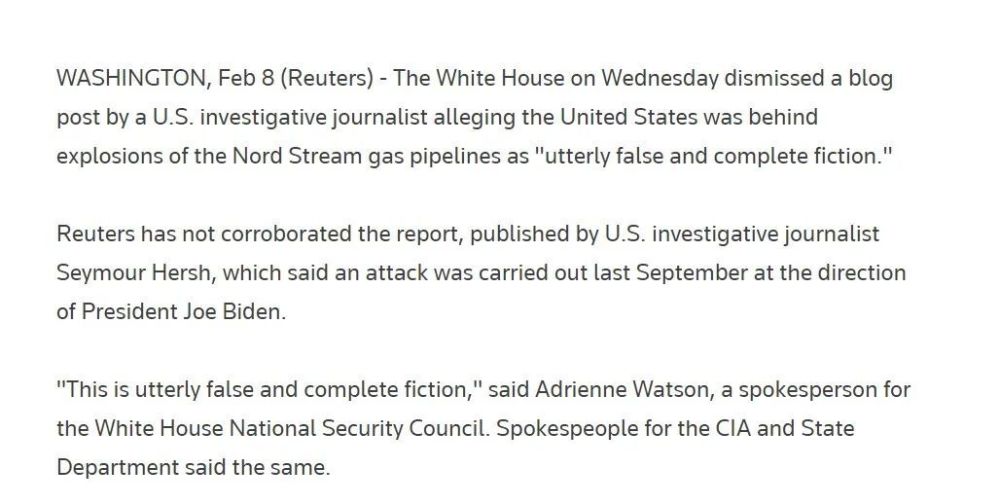 WASHINGTON, Feb 8 (Reuters) - The White House on Wednesday dismissed a blog
post by a U.S. investigative journalist alleging the United States was behind
explosions of the Nord Stream gas pipelines as "utterly false and complete fiction."
Reuters has not corroborated the report, published by U.S. investigative journalist
Seymour Hersh, which said an attack was carried out last September at the direction
of President Joe Biden.
"This is utterly false and complete fiction," said Adrienne Watson, a spokesperson for
the White House National Security Council. Spokespeople for the CIA and State
Department said the same.